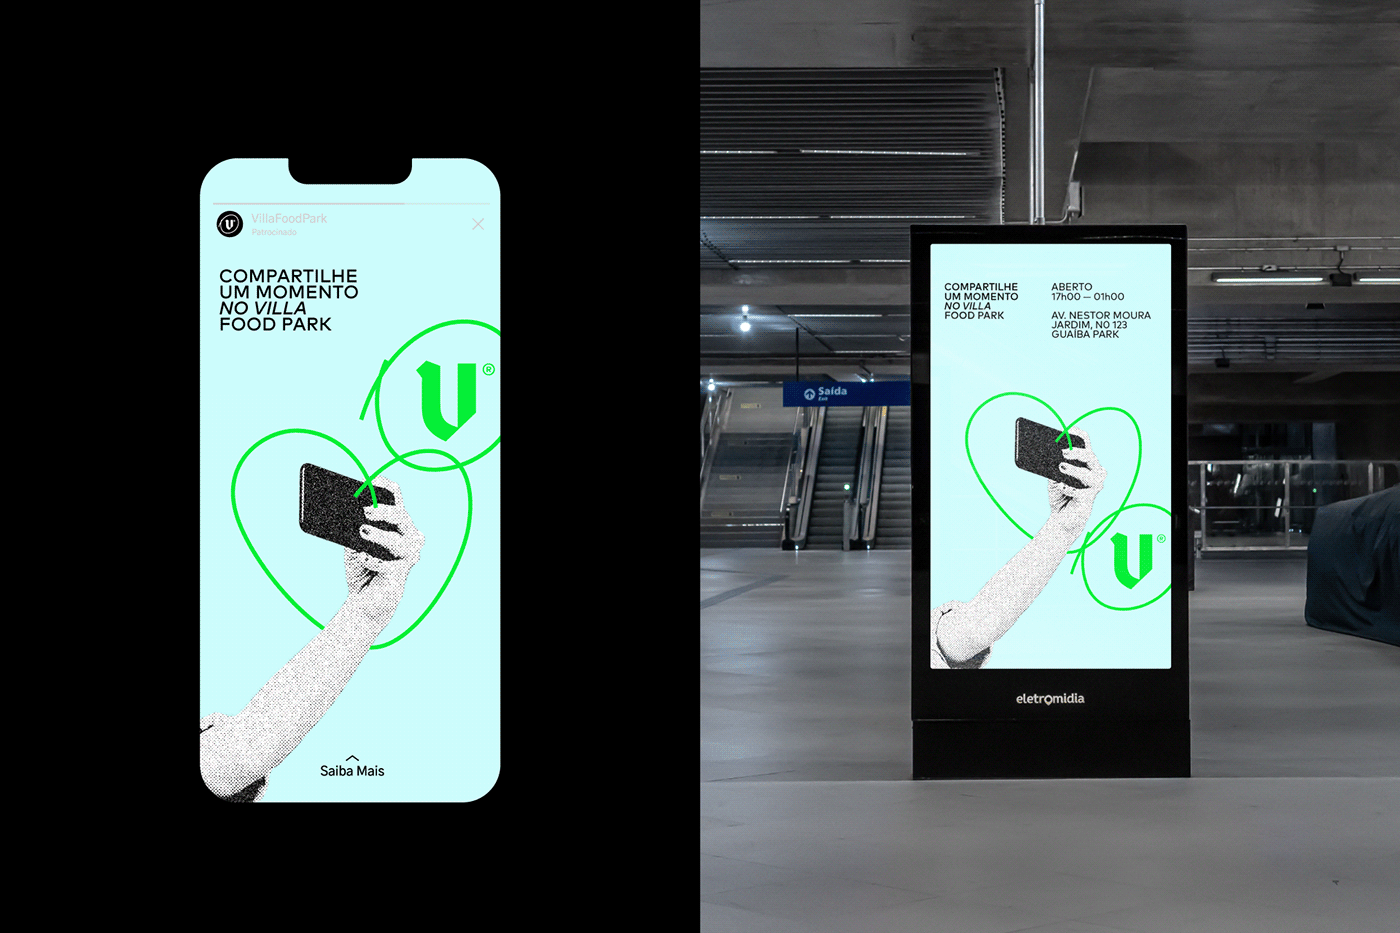 VillaFoodPark
Patrocinado
COMPARTILHE
UM MOMENTO
NO VILLA
FOOD PARK
V®
Saiba Mais
Saída
Exit
COMPARTILHE
UM MOMENTO
NO VILLA
FOOD PARK
ABERTO
17h00 — 01h00
AV. NESTOR MOURA
JARDIM, N0 123
GUAÍBA PARK
V®
eletromidia